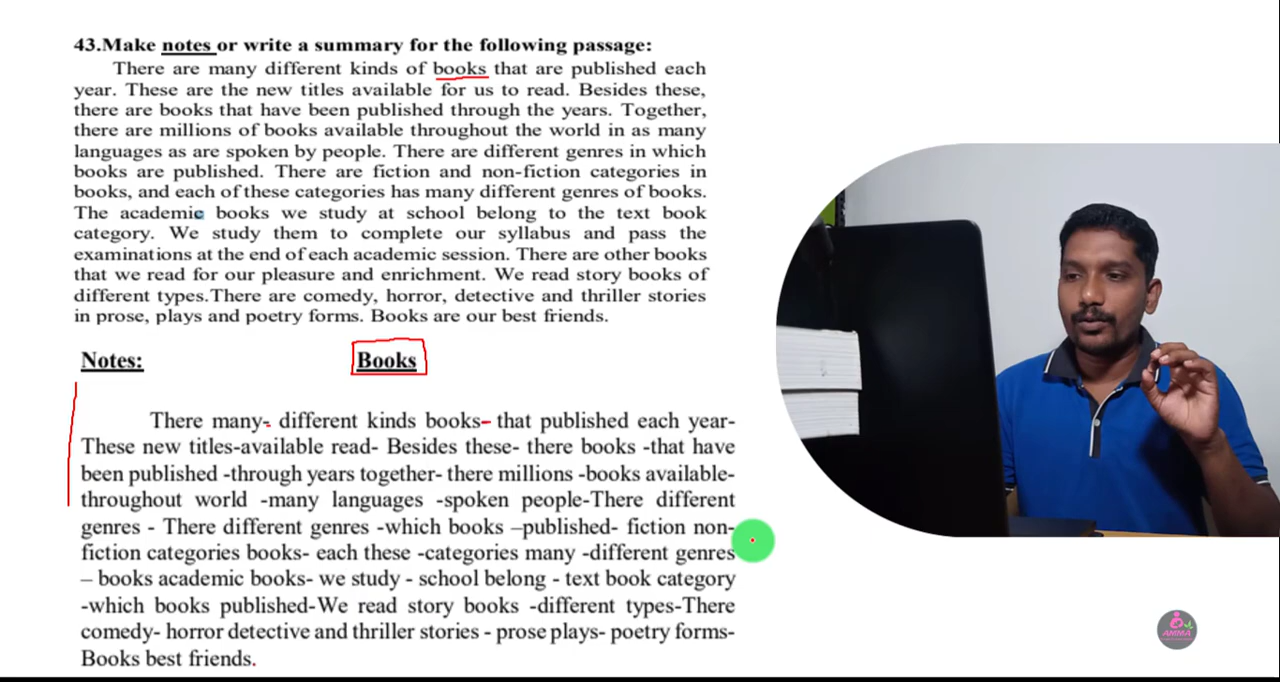 43.Make notes or write a summary for the following passage:
There are many different kinds of books that are published each
year. These are the new titles available for us to read. Besides these,
there are books that have been published through the years. Together,
there are millions of books available throughout the world in as many
languages as are spoken by people. There are different genres in which
books are published. There are fiction and non-fiction categories in
books, and each of these categories has many different genres of books.
The academic books we study at school belong to the text book
category. We study them to complete our syllabus and pass the
examinations at the end of each academic session. There are other books
that we read for our pleasure and enrichment. We read story books of
different types.There are comedy, horror, detective and thriller stories
in prose, plays and poetry forms. Books are our best friends.
Notes: Books
There many- different kinds books- that published each year-
These new titles-available read- Besides these- there books -that have
been published -through years together- there millions -books available-
throughout world -many languages -spoken people-There different
genres - There different genres -which books –published- fiction non-
fiction categories books- each these -categories many -different genres
– books academic books- we study - school belong - text book category
-which books published-We read story books -different types-There
comedy- horror detective and thriller stories - prose plays- poetry forms-
Books best friends.
AMMA